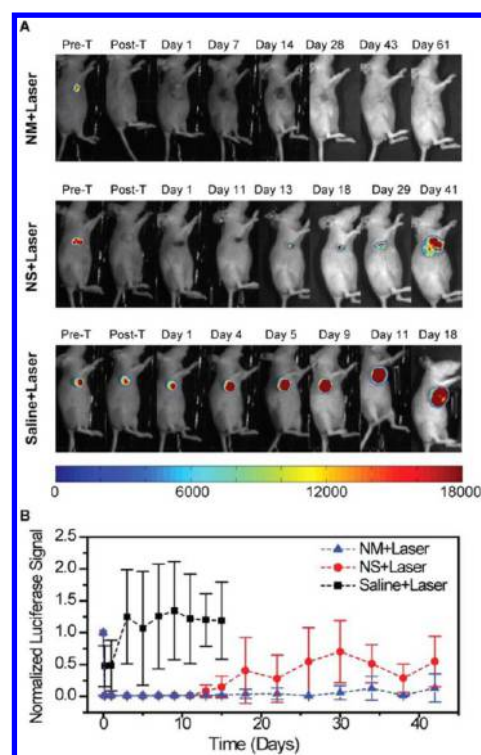 A
Pre-T Post-T Day 1 Day 7 Day 14 Day 28 Day 43 Day 61
NM+Laser
Pre-T Post-T Day 1 Day 11 Day 13 Day 18 Day 29 Day 41
NS+Laser
Pre-T Post-T Day 1 Day 4 Day 5 Day 9 Day 11 Day 18
Saline+Laser
0 6000 12000 18000
B
Normalized Luciferase Signal
2.5
2.0
1.5
1.0
0.5
0.0
NM+Laser
NS+Laser
Saline+Laser
0 10 20 30 40
Time (Days)